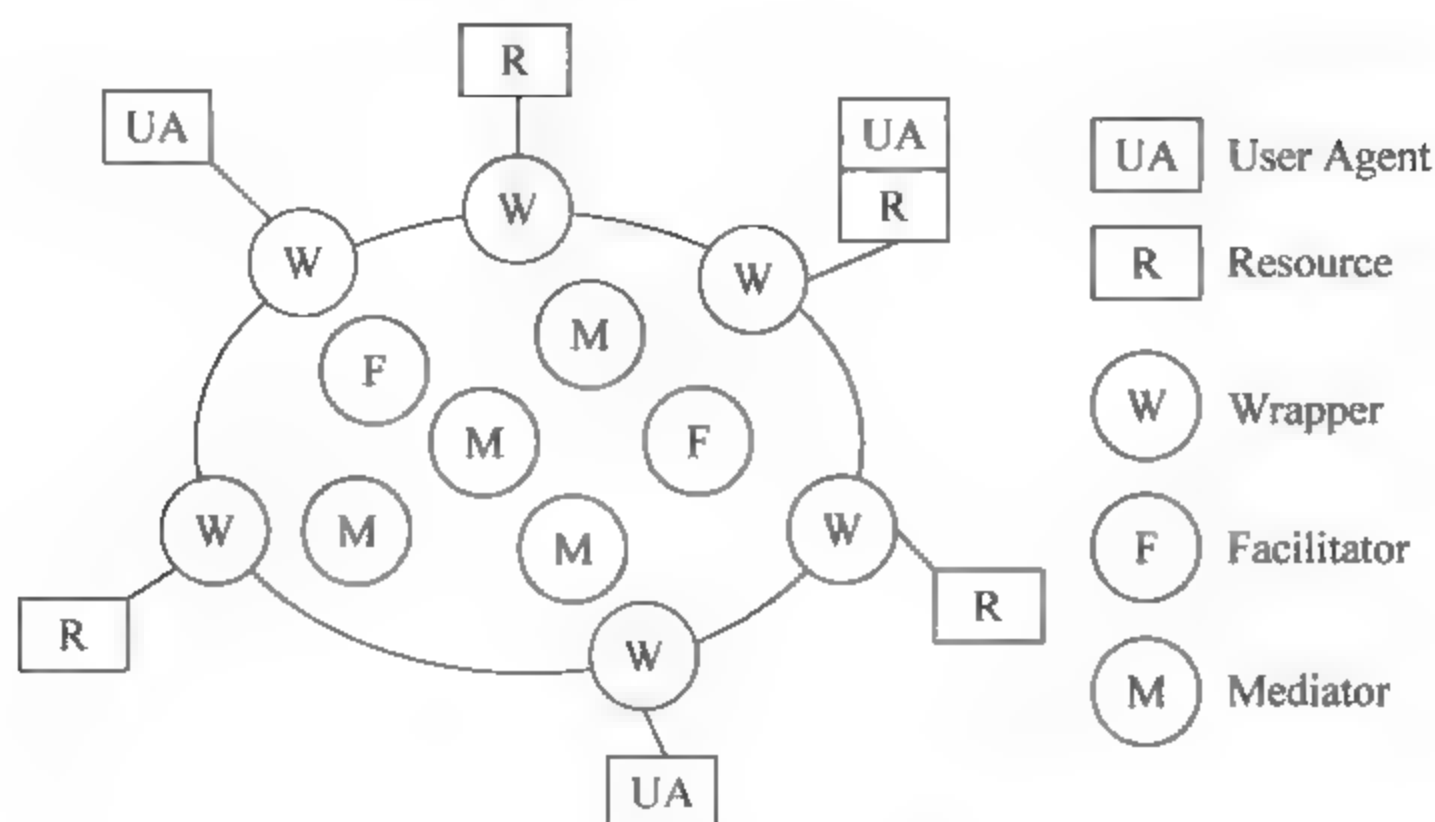 R
UA
UA
R
W
W
W
F
M
M
F
W
M
M
W
W
R
R
UA
UA User Agent
R Resource
W Wrapper
F Facilitator
M Mediator